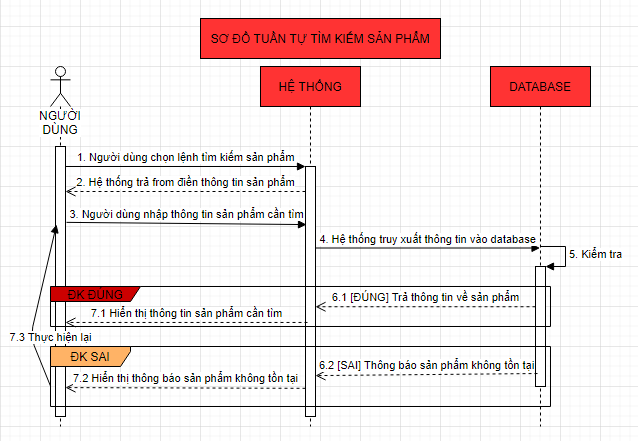 SƠ ĐỒ TUẦN TỰ TÌM KIẾM SẢN PHẨM
NGƯỜI
DÙNG
HỆ THỐNG
DATABASE
1. Người dùng chọn lệnh tìm kiếm sản phẩm
2. Hệ thống trả from điền thông tin sản phẩm
3. Người dùng nhập thông tin sản phẩm cần tìm
4. Hệ thống truy xuất thông tin vào database
5. Kiểm tra
ĐK ĐÚNG
6.1 [ĐÚNG] Trả thông tin về sản phẩm
7.1 Hiển thị thông tin sản phẩm cần tìm
7.3 Thực hiện lại
ĐK SAI
6.2 [SAI] Thông báo sản phẩm không tồn tại
7.2 Hiển thị thông báo sản phẩm không tồn tại